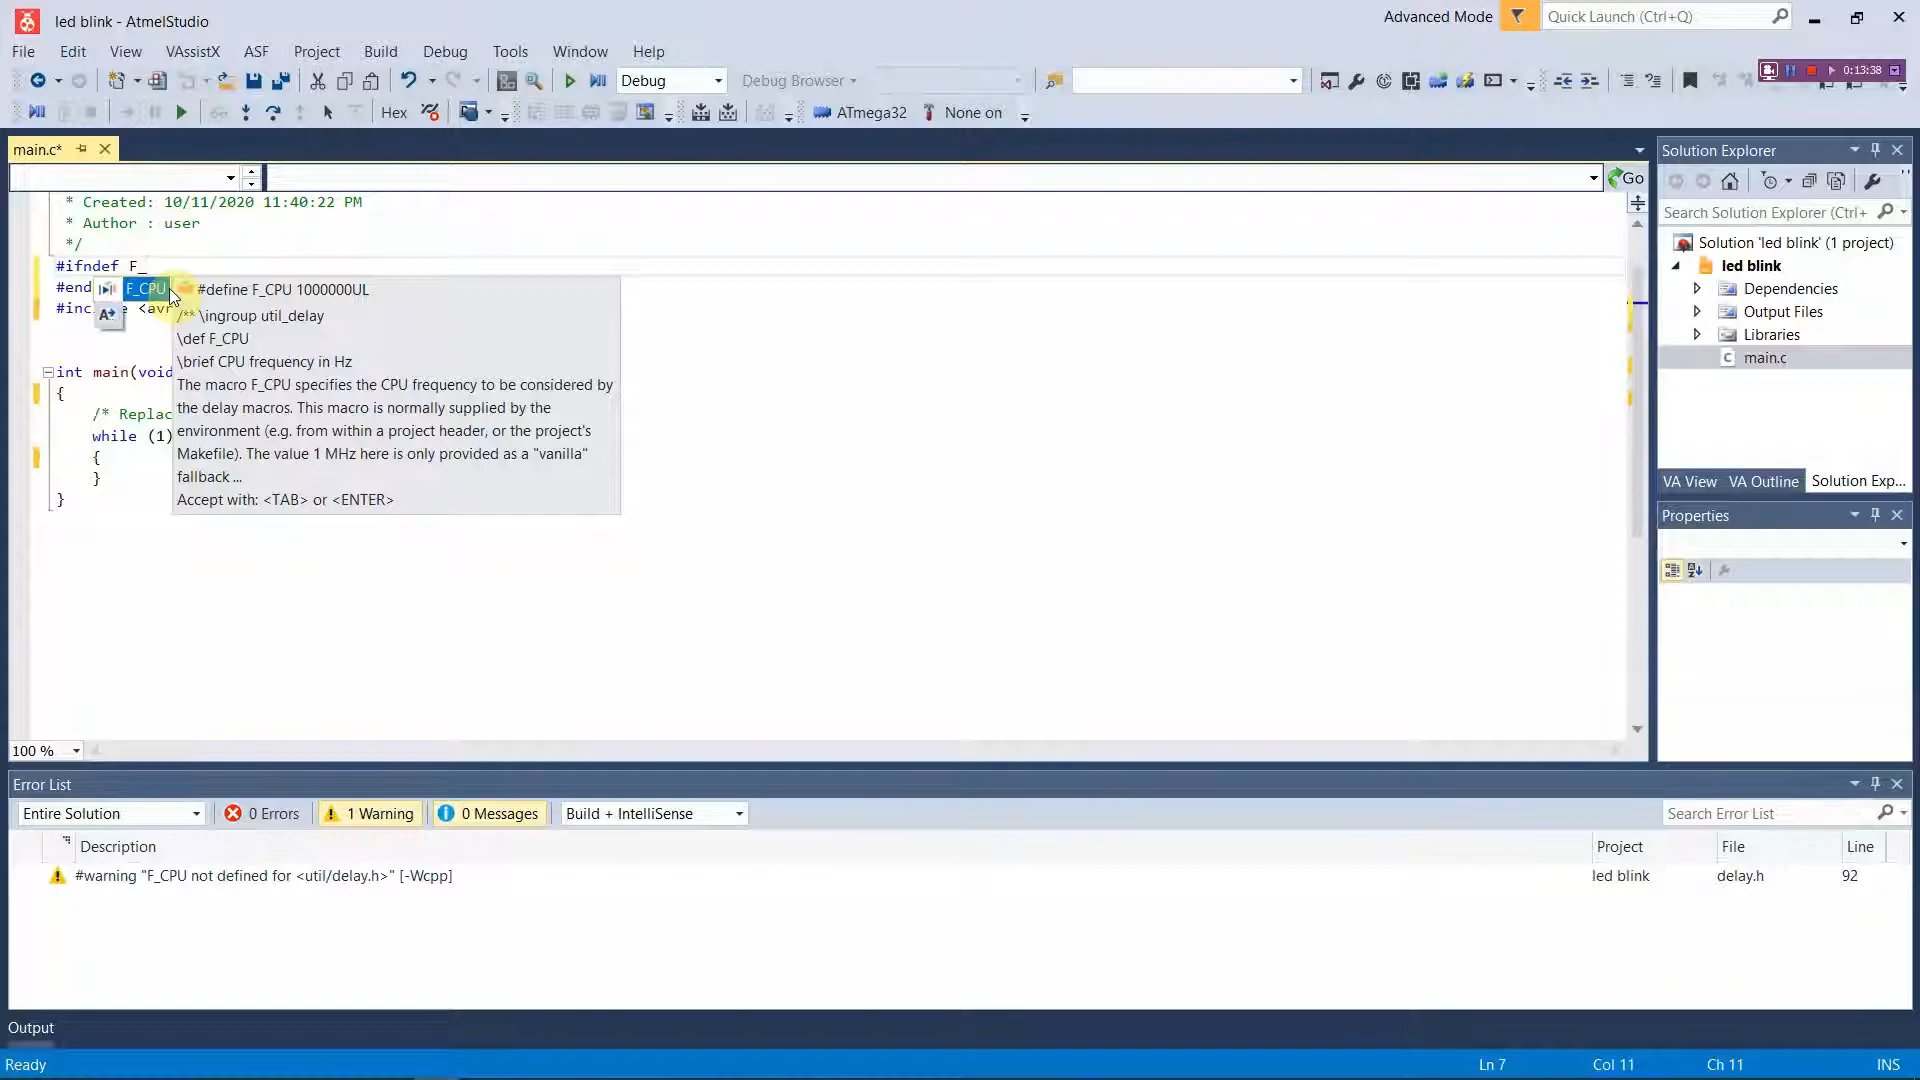 led blink - AtmelStudio
Advanced Mode
Quick Launch (Ctrl+Q)
File Edit View VAssistX ASF Project Build Debug Tools Window Help
Debug
Debug Browser
0:13:38
Hex
ATmega32
None on
main.c*
Go
* Created: 10/11/2020 11:40:22 PM
* Author : user
*/
#ifndef F_
#end
F_CPU
#define F_CPU 1000000UL
#inc
e <avr
/** \ingroup util_delay
\def F_CPU
\brief CPU frequency in Hz
The macro F_CPU specifies the CPU frequency to be considered by
the delay macros. This macro is normally supplied by the
environment (e.g. from within a project header, or the project's
Makefile). The value 1 MHz here is only provided as a "vanilla"
fallback ...
Accept with: <TAB> or <ENTER>
int main(void
{
/* Replac
while (1)
{
}
}
100 %
Solution Explorer
Search Solution Explorer (Ctrl+
Solution 'led blink' (1 project)
led blink
Dependencies
Output Files
Libraries
main.c
VA View VA Outline Solution Exp...
Properties
Error List
Entire Solution
0 Errors
1 Warning
0 Messages
Build + IntelliSense
Search Error List
Description Project File Line
#warning "F_CPU not defined for <util/delay.h>" [-Wcpp] led blink delay.h 92
Output
Ready Ln 7 Col 11 Ch 11 INS